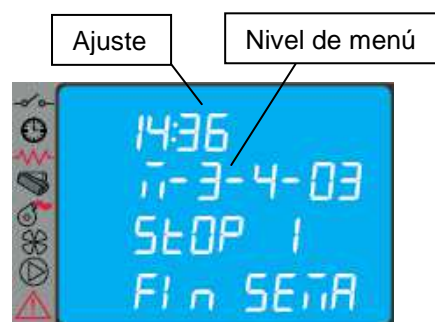 Ajuste
Nivel de menú
14:36
m-3-4-03
StOP 1
FIn SEmA